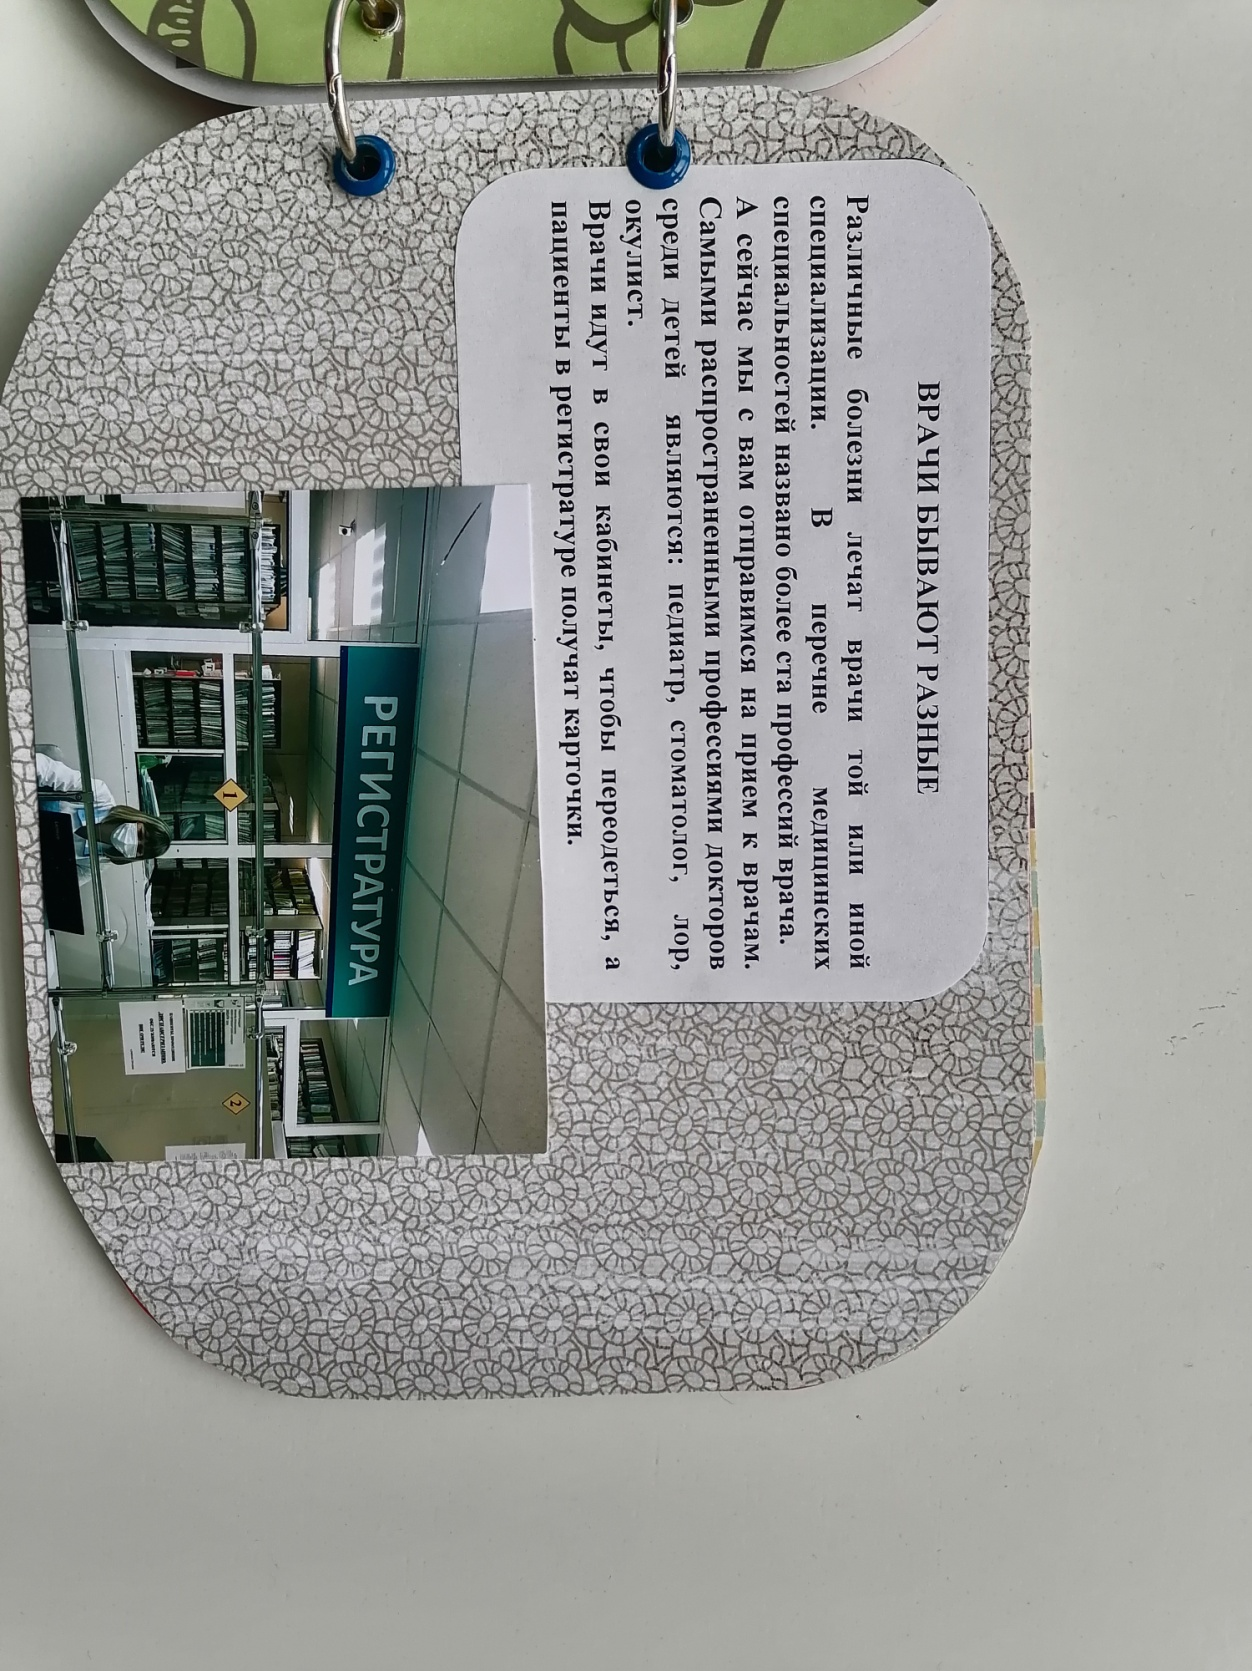 ВРАЧИ БЫВАЮТ РАЗНЫЕ
Различные болезни лечат врачи той или иной
специализации. В перечне медицинских
специальностей названо более ста профессий врача.
А сейчас мы с вам отправимся на прием к врачам.
Самыми распространенными профессиями докторов
среди детей являются: педиатр, стоматолог, лор,
окулист.
Врачи идут в свои кабинеты, чтобы переодеться, а
пациенты в регистратуре получат карточки.
РЕГИСТРАТУРА
1
2